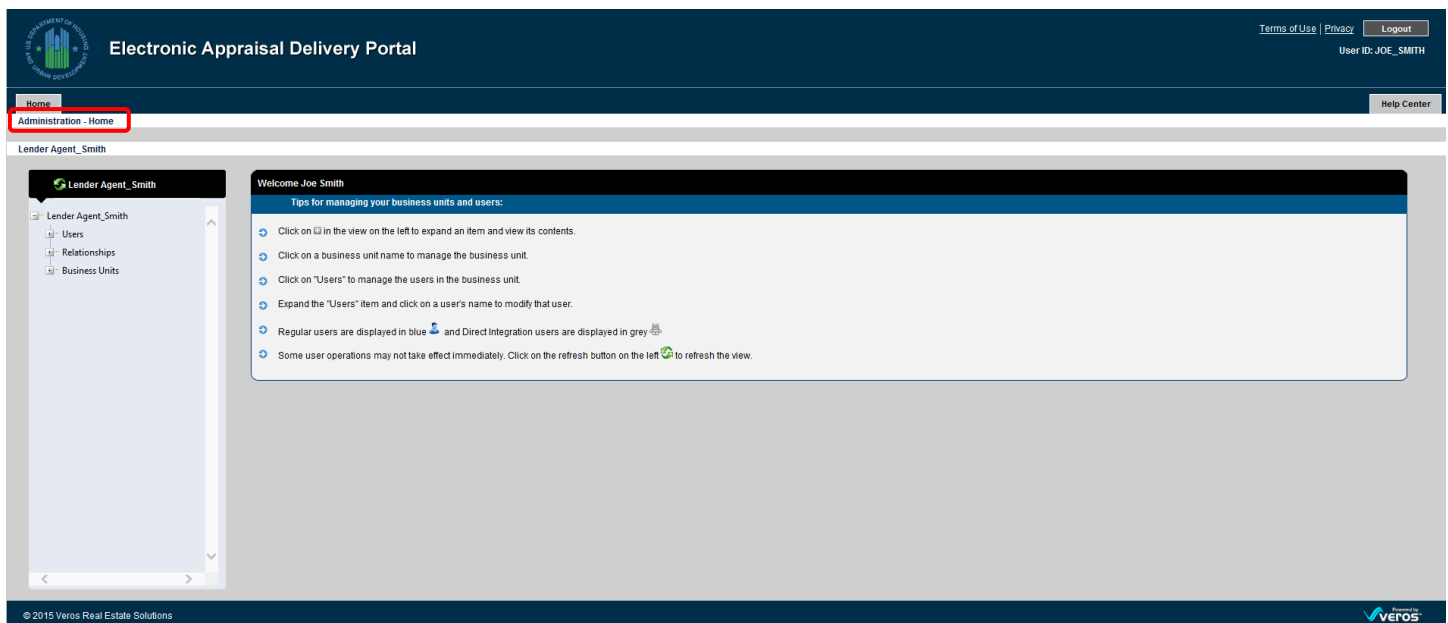 U.S. DEPARTMENT OF HOUSING
AND URBAN DEVELOPMENT
Electronic Appraisal Delivery Portal
Terms of Use | Privacy Logout
User ID: JOE_SMITH
Home Help Center
Administration - Home
Lender Agent_Smith
Lender Agent_Smith
Lender Agent_Smith
Users
Relationships
Business Units
Welcome Joe Smith
Tips for managing your business units and users:
Click on in the view on the left to expand an item and view its contents.
Click on a business unit name to manage the business unit.
Click on "Users" to manage the users in the business unit.
Expand the "Users" item and click on a user's name to modify that user.
Regular users are displayed in blue and Direct Integration users are displayed in grey
Some user operations may not take effect immediately. Click on the refresh button on the left to refresh the view.
© 2015 Veros Real Estate Solutions
Powered by
veros